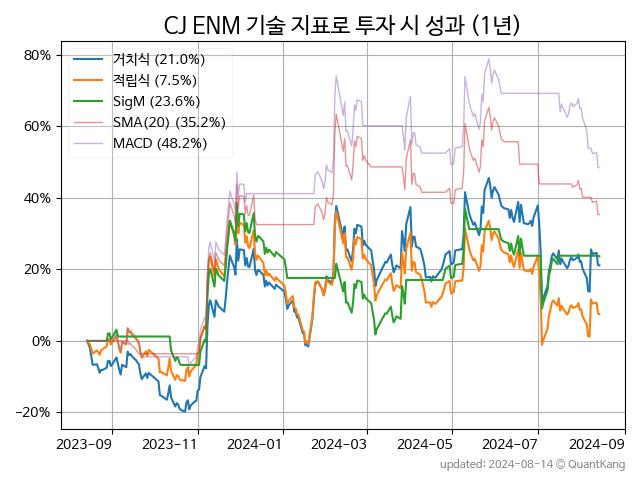 CJ ENM 기술 지표로 투자 시 성과 (1년)
거치식 (21.0%)
적립식 (7.5%)
SigM (23.6%)
SMA(20) (35.2%)
MACD (48.2%)
80%
60%
40%
20%
0%
−20%
2023-09 2023-11 2024-01 2024-03 2024-05 2024-07 2024-09
updated: 2024-08-14 © QuantKang